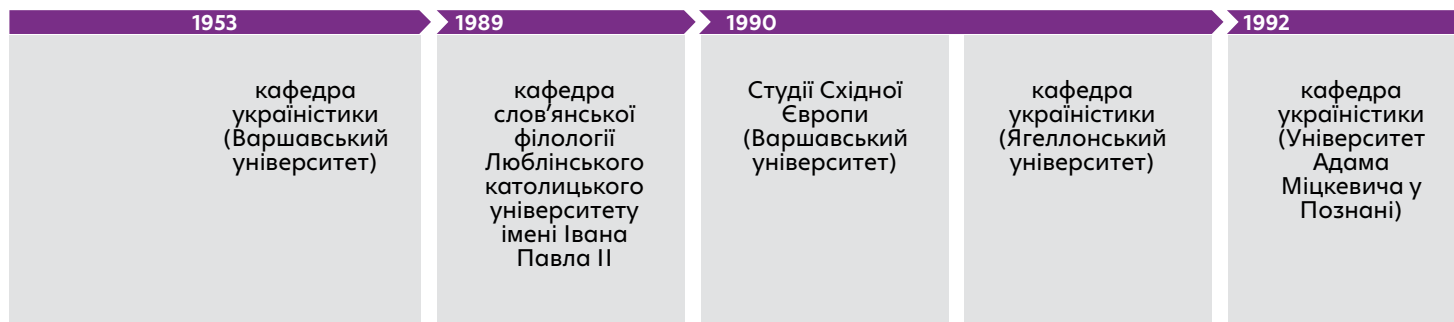 1953
1989
1990
1992
кафедра
україністики
(Варшавський
університет)
кафедра
слов’янської
філології
Люблінського
католицького
університету
імені Івана
Павла ІІ
Студії Східної
Європи
(Варшавський
університет)
кафедра
україністики
(Ягеллонський
університет)
кафедра
україністики
(Університет
Адама
Міцкевича у
Познані)